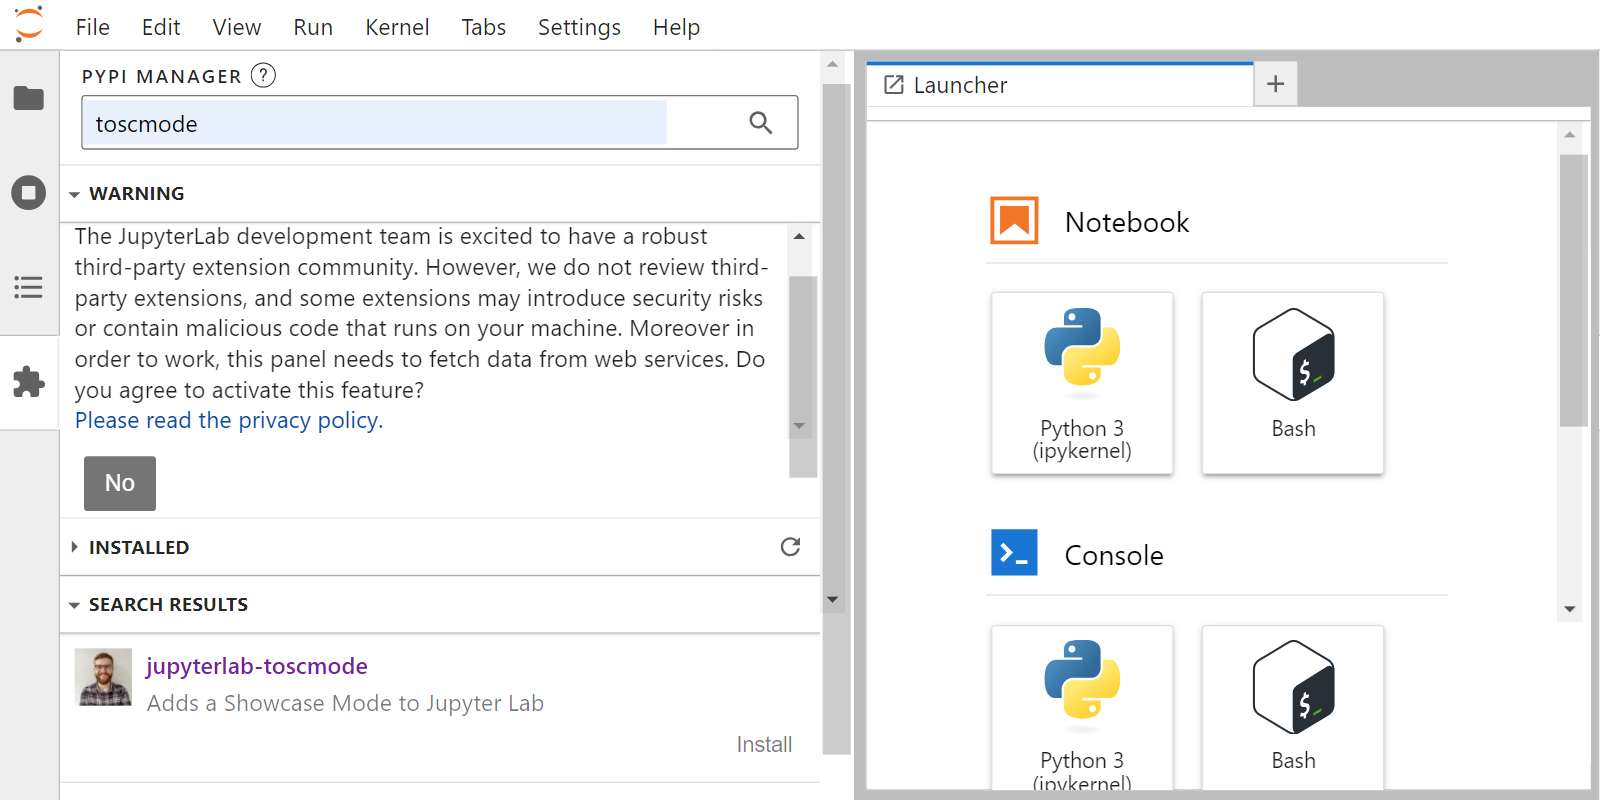 File Edit View Run Kernel Tabs Settings Help
PYPI MANAGER ?
toscmode
WARNING
The JupyterLab development team is excited to have a robust
third-party extension community. However, we do not review third-
party extensions, and some extensions may introduce security risks
or contain malicious code that runs on your machine. Moreover in
order to work, this panel needs to fetch data from web services. Do
you agree to activate this feature?
Please read the privacy policy.
No
INSTALLED
SEARCH RESULTS
jupyterlab-toscmode
Adds a Showcase Mode to Jupyter Lab
Install
Launcher
Notebook
Python 3
(ipykernel)
$_
Bash
Console
Python 3
(ipykernel)
$_
Bash